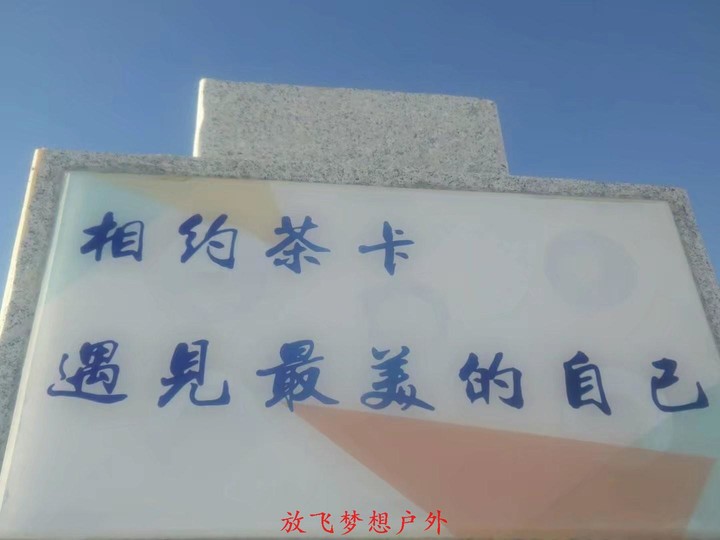 相约茶卡
遇見最美的自己
放飞梦想户外